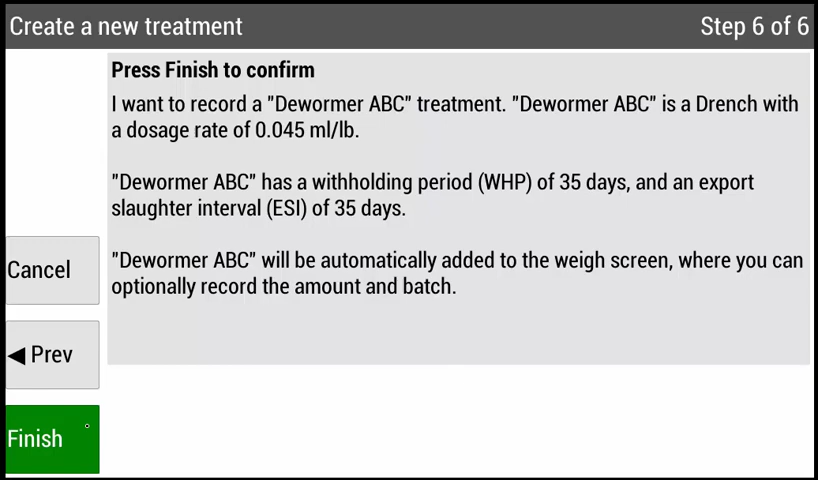 Create a new treatment
Step 6 of 6
Press Finish to confirm
I want to record a "Dewormer ABC" treatment. "Dewormer ABC" is a Drench with
a dosage rate of 0.045 ml/lb.
"Dewormer ABC" has a withholding period (WHP) of 35 days, and an export
slaughter interval (ESI) of 35 days.
"Dewormer ABC" will be automatically added to the weigh screen, where you can
optionally record the amount and batch.
Cancel
◀ Prev
Finish